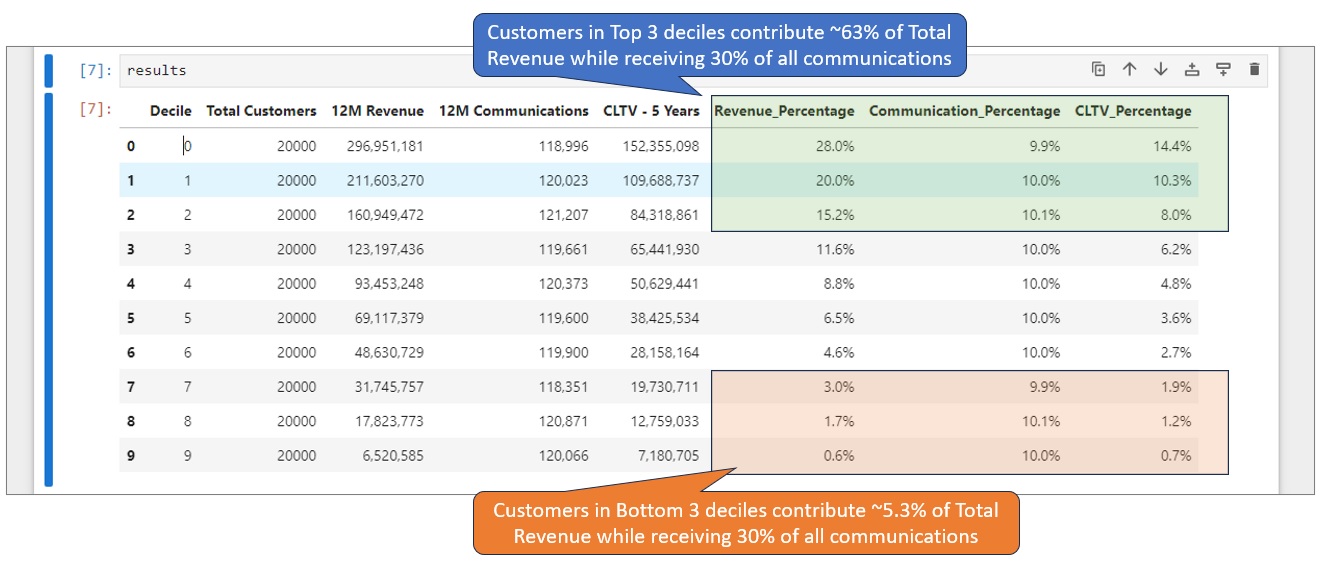 Customers in Top 3 deciles contribute ~63% of Total
Revenue while receiving 30% of all communications
[7]: results
[7]: Decile Total Customers 12M Revenue 12M Communications CLTV - 5 Years Revenue_Percentage Communication_Percentage CLTV_Percentage
0 0 20000 296,951,181 118,996 152,355,098 28.0% 9.9% 14.4%
1 1 20000 211,603,270 120,023 109,688,737 20.0% 10.0% 10.3%
2 2 20000 160,949,472 121,207 84,318,861 15.2% 10.1% 8.0%
3 3 20000 123,197,436 119,661 65,441,930 11.6% 10.0% 6.2%
4 4 20000 93,453,248 120,373 50,629,441 8.8% 10.0% 4.8%
5 5 20000 69,117,379 119,600 38,425,534 6.5% 10.0% 3.6%
6 6 20000 48,630,729 119,900 28,158,164 4.6% 10.0% 2.7%
7 7 20000 31,745,757 118,351 19,730,711 3.0% 9.9% 1.9%
8 8 20000 17,823,773 120,871 12,759,033 1.7% 10.1% 1.2%
9 9 20000 6,520,585 120,066 7,180,705 0.6% 10.0% 0.7%
Customers in Bottom 3 deciles contribute ~5.3% of Total
Revenue while receiving 30% of all communications